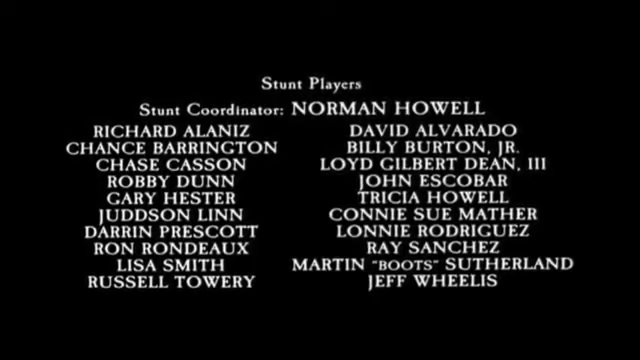 Stunt Players
Stunt Coordinator: NORMAN HOWELL
RICHARD ALANIZ DAVID ALVARADO
CHANCE BARRINGTON BILLY BURTON, JR.
CHASE CASSON LOYD GILBERT DEAN, III
ROBBY DUNN JOHN ESCOBAR
GARY HESTER TRICIA HOWELL
JUDDSON LINN CONNIE SUE MATHER
DARRIN PRESCOTT LONNIE RODRIGUEZ
RON RONDEAUX RAY SANCHEZ
LISA SMITH MARTIN "BOOTS" SUTHERLAND
RUSSELL TOWERY JEFF WHEELIS